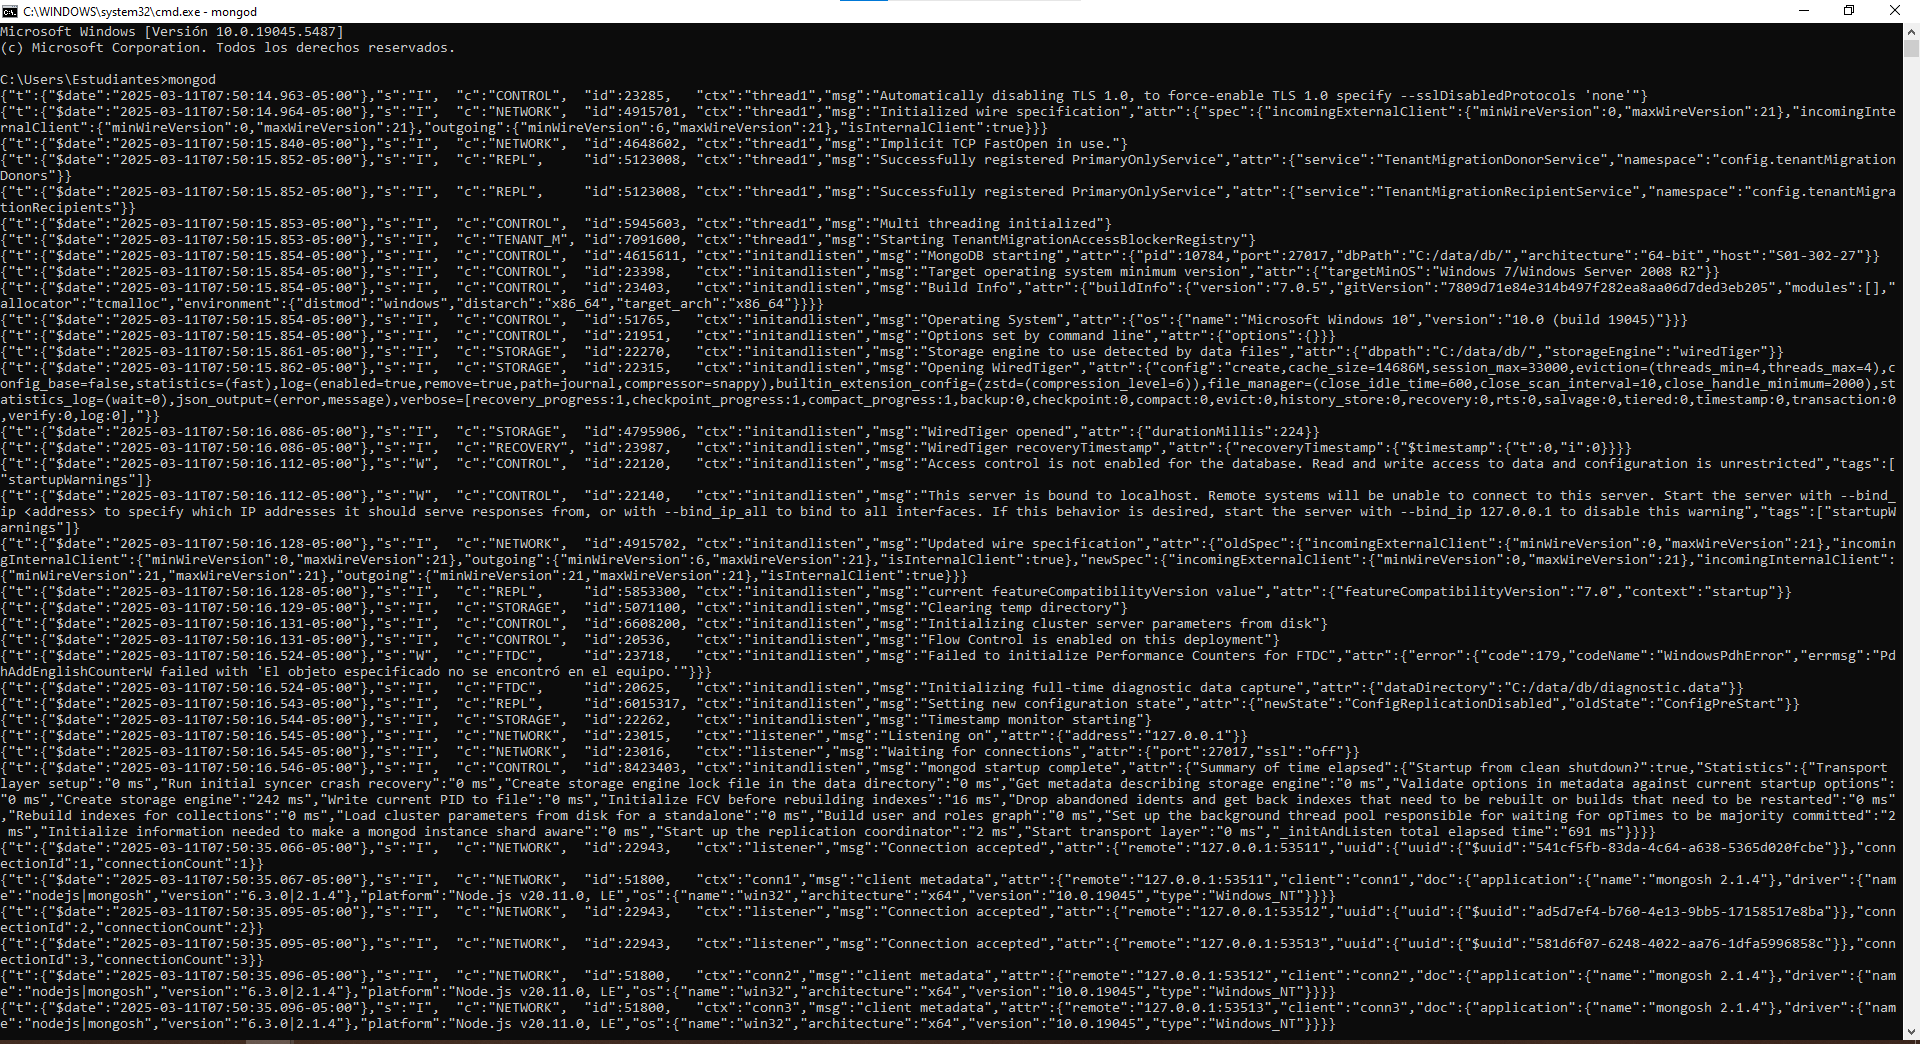 C:\WINDOWS\system32\cmd.exe - mongod
Microsoft Windows [Versión 10.0.19045.5487]
(c) Microsoft Corporation. Todos los derechos reservados.
C:\Users\Estudiantes>mongod
{"t":{"$date":"2025-03-11T07:50:14.963-05:00"},"s":"I",  "c":"CONTROL",  "id":23285,   "ctx":"thread1","msg":"Automatically disabling TLS 1.0, to force-enable TLS 1.0 specify --sslDisabledProtocols 'none'"}
{"t":{"$date":"2025-03-11T07:50:14.964-05:00"},"s":"I",  "c":"NETWORK",  "id":4915701, "ctx":"thread1","msg":"Initialized wire specification","attr":{"spec":{"incomingExternalClient":{"minWireVersion":0,"maxWireVersion":21},"incomingInte
rnalClient":{"minWireVersion":0,"maxWireVersion":21},"outgoing":{"minWireVersion":6,"maxWireVersion":21},"isInternalClient":true}}}
{"t":{"$date":"2025-03-11T07:50:15.840-05:00"},"s":"I",  "c":"NETWORK",  "id":4648602, "ctx":"thread1","msg":"Implicit TCP FastOpen in use."}
{"t":{"$date":"2025-03-11T07:50:15.852-05:00"},"s":"I",  "c":"REPL",     "id":5123008, "ctx":"thread1","msg":"Successfully registered PrimaryOnlyService","attr":{"service":"TenantMigrationDonorService","namespace":"config.tenantMigration
Donors"}}
{"t":{"$date":"2025-03-11T07:50:15.852-05:00"},"s":"I",  "c":"REPL",     "id":5123008, "ctx":"thread1","msg":"Successfully registered PrimaryOnlyService","attr":{"service":"TenantMigrationRecipientService","namespace":"config.tenantMigra
tionRecipients"}}
{"t":{"$date":"2025-03-11T07:50:15.853-05:00"},"s":"I",  "c":"CONTROL",  "id":5945603, "ctx":"thread1","msg":"Multi threading initialized"}
{"t":{"$date":"2025-03-11T07:50:15.853-05:00"},"s":"I",  "c":"TENANT_M", "id":7091600, "ctx":"thread1","msg":"Starting TenantMigrationAccessBlockerRegistry"}
{"t":{"$date":"2025-03-11T07:50:15.854-05:00"},"s":"I",  "c":"CONTROL",  "id":4615611, "ctx":"initandlisten","msg":"MongoDB starting","attr":{"pid":10784,"port":27017,"dbPath":"C:/data/db/","architecture":"64-bit","host":"S01-302-27"}}
{"t":{"$date":"2025-03-11T07:50:15.854-05:00"},"s":"I",  "c":"CONTROL",  "id":23398,   "ctx":"initandlisten","msg":"Target operating system minimum version","attr":{"targetMinOS":"Windows 7/Windows Server 2008 R2"}}
{"t":{"$date":"2025-03-11T07:50:15.854-05:00"},"s":"I",  "c":"CONTROL",  "id":23403,   "ctx":"initandlisten","msg":"Build Info","attr":{"buildInfo":{"version":"7.0.5","gitVersion":"7809d71e84e314b497f282ea8aa06d7ded3eb205","modules":[],"
allocator":"tcmalloc","environment":{"distmod":"windows","distarch":"x86_64","target_arch":"x86_64"}}}}
{"t":{"$date":"2025-03-11T07:50:15.854-05:00"},"s":"I",  "c":"CONTROL",  "id":51765,   "ctx":"initandlisten","msg":"Operating System","attr":{"os":{"name":"Microsoft Windows 10","version":"10.0 (build 19045)"}}}
{"t":{"$date":"2025-03-11T07:50:15.854-05:00"},"s":"I",  "c":"CONTROL",  "id":21951,   "ctx":"initandlisten","msg":"Options set by command line","attr":{"options":{}}}
{"t":{"$date":"2025-03-11T07:50:15.861-05:00"},"s":"I",  "c":"STORAGE",  "id":22270,   "ctx":"initandlisten","msg":"Storage engine to use detected by data files","attr":{"dbpath":"C:/data/db/","storageEngine":"wiredTiger"}}
{"t":{"$date":"2025-03-11T07:50:15.862-05:00"},"s":"I",  "c":"STORAGE",  "id":22315,   "ctx":"initandlisten","msg":"Opening WiredTiger","attr":{"config":"create,cache_size=14686M,session_max=33000,eviction=(threads_min=4,threads_max=4),c
onfig_base=false,statistics=(fast),log=(enabled=true,remove=true,path=journal,compressor=snappy),builtin_extension_config=(zstd=(compression_level=6)),file_manager=(close_idle_time=600,close_scan_interval=10,close_handle_minimum=2000),st
atistics_log=(wait=0),json_output=(error,message),verbose=[recovery_progress:1,checkpoint_progress:1,compact_progress:1,backup:0,checkpoint:0,compact:0,evict:0,history_store:0,recovery:0,rts:0,salvage:0,tiered:0,timestamp:0,transaction:0
,verify:0,log:0],"}}
{"t":{"$date":"2025-03-11T07:50:16.086-05:00"},"s":"I",  "c":"STORAGE",  "id":4795906, "ctx":"initandlisten","msg":"WiredTiger opened","attr":{"durationMillis":224}}
{"t":{"$date":"2025-03-11T07:50:16.086-05:00"},"s":"I",  "c":"RECOVERY", "id":23987,   "ctx":"initandlisten","msg":"WiredTiger recoveryTimestamp","attr":{"recoveryTimestamp":{"$timestamp":{"t":0,"i":0}}}}
{"t":{"$date":"2025-03-11T07:50:16.112-05:00"},"s":"W",  "c":"CONTROL",  "id":22120,   "ctx":"initandlisten","msg":"Access control is not enabled for the database. Read and write access to data and configuration is unrestricted","tags":[
"startupWarnings"]}
{"t":{"$date":"2025-03-11T07:50:16.112-05:00"},"s":"W",  "c":"CONTROL",  "id":22140,   "ctx":"initandlisten","msg":"This server is bound to localhost. Remote systems will be unable to connect to this server. Start the server with --bind_
ip <address> to specify which IP addresses it should serve responses from, or with --bind_ip_all to bind to all interfaces. If this behavior is desired, start the server with --bind_ip 127.0.0.1 to disable this warning","tags":["startupW
arnings"]}
{"t":{"$date":"2025-03-11T07:50:16.128-05:00"},"s":"I",  "c":"NETWORK",  "id":4915702, "ctx":"initandlisten","msg":"Updated wire specification","attr":{"oldSpec":{"incomingExternalClient":{"minWireVersion":0,"maxWireVersion":21},"incomin
gInternalClient":{"minWireVersion":0,"maxWireVersion":21},"outgoing":{"minWireVersion":6,"maxWireVersion":21},"isInternalClient":true},"newSpec":{"incomingExternalClient":{"minWireVersion":0,"maxWireVersion":21},"incomingInternalClient":
{"minWireVersion":21,"maxWireVersion":21},"outgoing":{"minWireVersion":21,"maxWireVersion":21},"isInternalClient":true}}}
{"t":{"$date":"2025-03-11T07:50:16.128-05:00"},"s":"I",  "c":"REPL",     "id":5853300, "ctx":"initandlisten","msg":"current featureCompatibilityVersion value","attr":{"featureCompatibilityVersion":"7.0","context":"startup"}}
{"t":{"$date":"2025-03-11T07:50:16.129-05:00"},"s":"I",  "c":"STORAGE",  "id":5071100, "ctx":"initandlisten","msg":"Clearing temp directory"}
{"t":{"$date":"2025-03-11T07:50:16.131-05:00"},"s":"I",  "c":"CONTROL",  "id":6608200, "ctx":"initandlisten","msg":"Initializing cluster server parameters from disk"}
{"t":{"$date":"2025-03-11T07:50:16.131-05:00"},"s":"I",  "c":"CONTROL",  "id":20536,   "ctx":"initandlisten","msg":"Flow Control is enabled on this deployment"}
{"t":{"$date":"2025-03-11T07:50:16.524-05:00"},"s":"W",  "c":"FTDC",     "id":23718,   "ctx":"initandlisten","msg":"Failed to initialize Performance Counters for FTDC","attr":{"error":{"code":179,"codeName":"WindowsPdhError","errmsg":"Pd
hAddEnglishCounterW failed with 'El objeto especificado no se encontró en el equipo.'"}}}
{"t":{"$date":"2025-03-11T07:50:16.524-05:00"},"s":"I",  "c":"FTDC",     "id":20625,   "ctx":"initandlisten","msg":"Initializing full-time diagnostic data capture","attr":{"dataDirectory":"C:/data/db/diagnostic.data"}}
{"t":{"$date":"2025-03-11T07:50:16.543-05:00"},"s":"I",  "c":"REPL",     "id":6015317, "ctx":"initandlisten","msg":"Setting new configuration state","attr":{"newState":"ConfigReplicationDisabled","oldState":"ConfigPreStart"}}
{"t":{"$date":"2025-03-11T07:50:16.544-05:00"},"s":"I",  "c":"STORAGE",  "id":22262,   "ctx":"initandlisten","msg":"Timestamp monitor starting"}
{"t":{"$date":"2025-03-11T07:50:16.545-05:00"},"s":"I",  "c":"NETWORK",  "id":23015,   "ctx":"listener","msg":"Listening on","attr":{"address":"127.0.0.1"}}
{"t":{"$date":"2025-03-11T07:50:16.545-05:00"},"s":"I",  "c":"NETWORK",  "id":23016,   "ctx":"listener","msg":"Waiting for connections","attr":{"port":27017,"ssl":"off"}}
{"t":{"$date":"2025-03-11T07:50:16.546-05:00"},"s":"I",  "c":"CONTROL",  "id":8423403, "ctx":"initandlisten","msg":"mongod startup complete","attr":{"Summary of time elapsed":{"Startup from clean shutdown?":true,"Statistics":{"Transport
layer setup":"0 ms","Run initial syncer crash recovery":"0 ms","Create storage engine lock file in the data directory":"0 ms","Get metadata describing storage engine":"0 ms","Validate options in metadata against current startup options":
"0 ms","Create storage engine":"242 ms","Write current PID to file":"0 ms","Initialize FCV before rebuilding indexes":"16 ms","Drop abandoned idents and get back indexes that need to be rebuilt or builds that need to be restarted":"0 ms"
,"Rebuild indexes for collections":"0 ms","Load cluster parameters from disk for a standalone":"0 ms","Build user and roles graph":"0 ms","Set up the background thread pool responsible for waiting for opTimes to be majority committed":"2
 ms","Initialize information needed to make a mongod instance shard aware":"0 ms","Start up the replication coordinator":"2 ms","Start transport layer":"0 ms","_initAndListen total elapsed time":"691 ms"}}}}
{"t":{"$date":"2025-03-11T07:50:35.066-05:00"},"s":"I",  "c":"NETWORK",  "id":22943,   "ctx":"listener","msg":"Connection accepted","attr":{"remote":"127.0.0.1:53511","uuid":{"uuid":{"$uuid":"541cf5fb-83da-4c64-a638-5365d020fcbe"}},"conn
ectionId":1,"connectionCount":1}}
{"t":{"$date":"2025-03-11T07:50:35.067-05:00"},"s":"I",  "c":"NETWORK",  "id":51800,   "ctx":"conn1","msg":"client metadata","attr":{"remote":"127.0.0.1:53511","client":"conn1","doc":{"application":{"name":"mongosh 2.1.4"},"driver":{"nam
e":"nodejs|mongosh","version":"6.3.0|2.1.4"},"platform":"Node.js v20.11.0, LE","os":{"name":"win32","architecture":"x64","version":"10.0.19045","type":"Windows_NT"}}}}
{"t":{"$date":"2025-03-11T07:50:35.095-05:00"},"s":"I",  "c":"NETWORK",  "id":22943,   "ctx":"listener","msg":"Connection accepted","attr":{"remote":"127.0.0.1:53512","uuid":{"uuid":{"$uuid":"ad5d7ef4-b760-4e13-9bb5-17158517e8ba"}},"conn
ectionId":2,"connectionCount":2}}
{"t":{"$date":"2025-03-11T07:50:35.095-05:00"},"s":"I",  "c":"NETWORK",  "id":22943,   "ctx":"listener","msg":"Connection accepted","attr":{"remote":"127.0.0.1:53513","uuid":{"uuid":{"$uuid":"581d6f07-6248-4022-aa76-1dfa5996858c"}},"conn
ectionId":3,"connectionCount":3}}
{"t":{"$date":"2025-03-11T07:50:35.096-05:00"},"s":"I",  "c":"NETWORK",  "id":51800,   "ctx":"conn2","msg":"client metadata","attr":{"remote":"127.0.0.1:53512","client":"conn2","doc":{"application":{"name":"mongosh 2.1.4"},"driver":{"nam
e":"nodejs|mongosh","version":"6.3.0|2.1.4"},"platform":"Node.js v20.11.0, LE","os":{"name":"win32","architecture":"x64","version":"10.0.19045","type":"Windows_NT"}}}}
{"t":{"$date":"2025-03-11T07:50:35.096-05:00"},"s":"I",  "c":"NETWORK",  "id":51800,   "ctx":"conn3","msg":"client metadata","attr":{"remote":"127.0.0.1:53513","client":"conn3","doc":{"application":{"name":"mongosh 2.1.4"},"driver":{"nam
e":"nodejs|mongosh","version":"6.3.0|2.1.4"},"platform":"Node.js v20.11.0, LE","os":{"name":"win32","architecture":"x64","version":"10.0.19045","type":"Windows_NT"}}}}